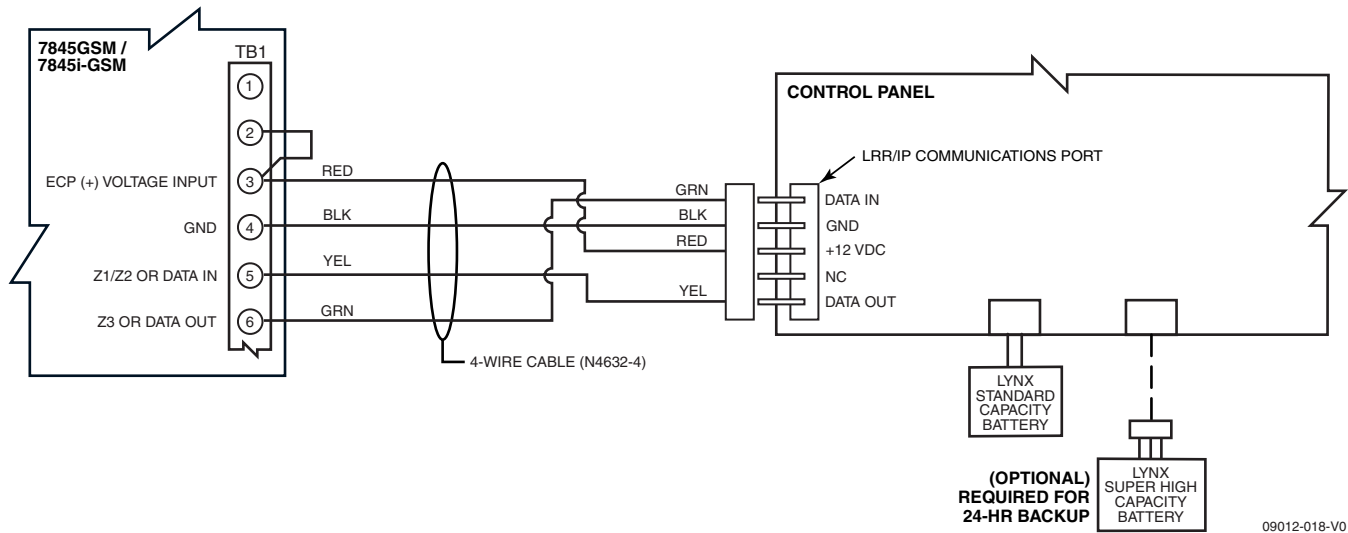 7845GSM /
7845i-GSM
TB1
1
2
3
4
5
6
ECP (+) VOLTAGE INPUT
GND
Z1/Z2 OR DATA IN
Z3 OR DATA OUT
RED
BLK
YEL
GRN
4-WIRE CABLE (N4632-4)
GRN
BLK
RED
YEL
CONTROL PANEL
LRR/IP COMMUNICATIONS PORT
DATA IN
GND
+12 VDC
NC
DATA OUT
LYNX
STANDARD
CAPACITY
BATTERY
(OPTIONAL)
REQUIRED FOR
24-HR BACKUP
LYNX
SUPER HIGH
CAPACITY
BATTERY
09012-018-V0